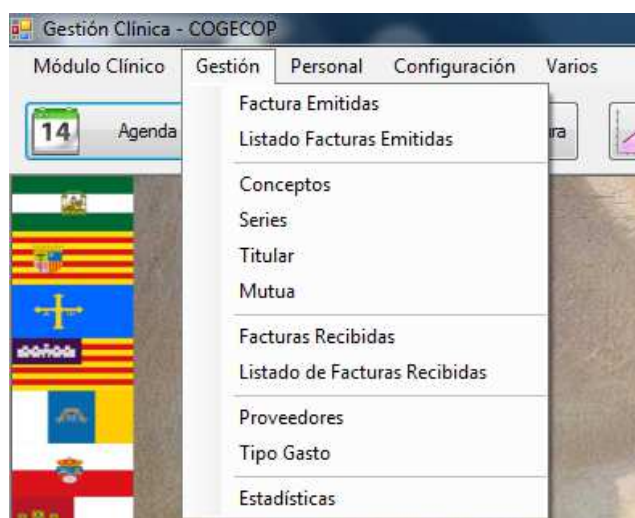 Gestión Clínica - COGECOP
Módulo Clínico Gestión Personal Configuración Varios
14 Agenda
Factura Emitidas
Listado Facturas Emitidas
Conceptos
Series
Titular
Mutua
Facturas Recibidas
Listado de Facturas Recibidas
Proveedores
Tipo Gasto
Estadísticas